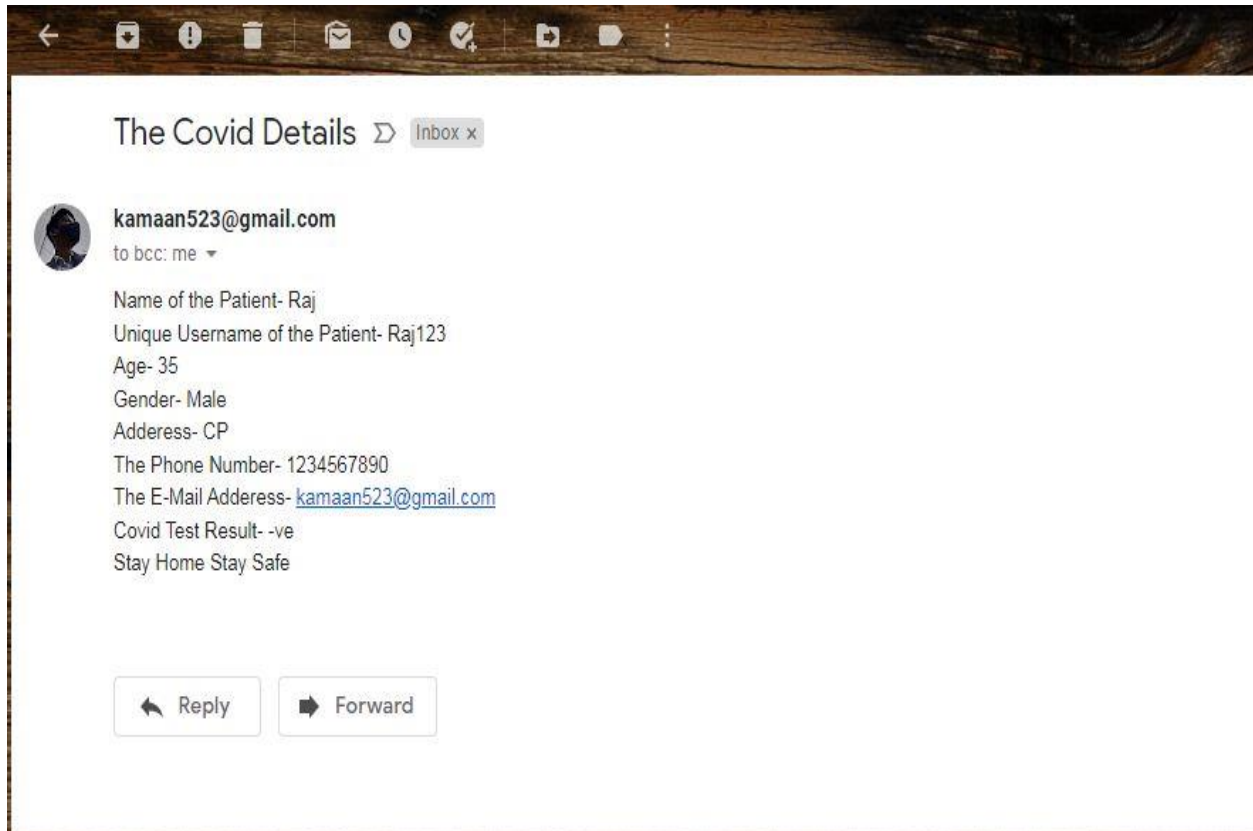 The Covid Details Inbox x
kamaan523@gmail.com
to bcc: me
Name of the Patient- Raj
Unique Username of the Patient- Raj123
Age- 35
Gender- Male
Adderess- CP
The Phone Number- 1234567890
The E-Mail Adderess- kamaan523@gmail.com
Covid Test Result- -ve
Stay Home Stay Safe
Reply Forward